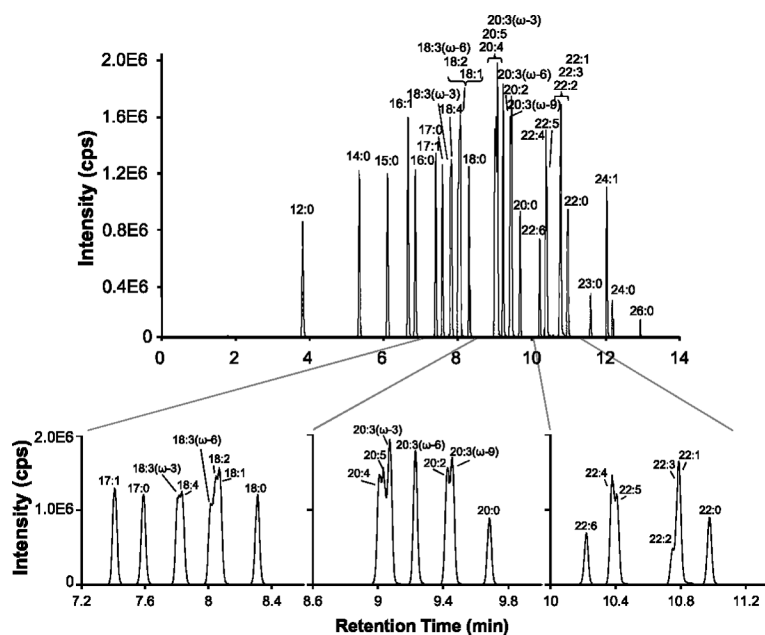 20:3(ω-3)
20:5
20:4
18:3(ω-6)
18:2
18:1
22:1
22:3
22:2
2.0E6
1.6E6
1.2E6
0.8E6
0.4E6
0
Intensity (cps)
12:0
14:0
15:0
16:1
16:0
17:1
17:0
18:3(ω-3)
18:4
18:0
20:3(ω-6)
20:2
20:3(ω-9)
20:0
22:6
22:4
22:5
22:0
23:0
24:1
24:0
26:0
0 2 4 6 8 10 12 14
2.0E6
1.0E6
0
Intensity (cps)
17:1
17:0
18:3(ω-3)
18:4
18:3(ω-6)
18:2
18:1
18:0
7.2 7.6 8 8.4
20:3(ω-3)
20:5
20:4
20:3(ω-6)
20:2
20:3(ω-9)
20:0
8.6 9 9.4 9.8
22:6
22:4
22:5
22:3
22:1
22:2
22:0
10 10.4 10.8 11.2
Retention Time (min)